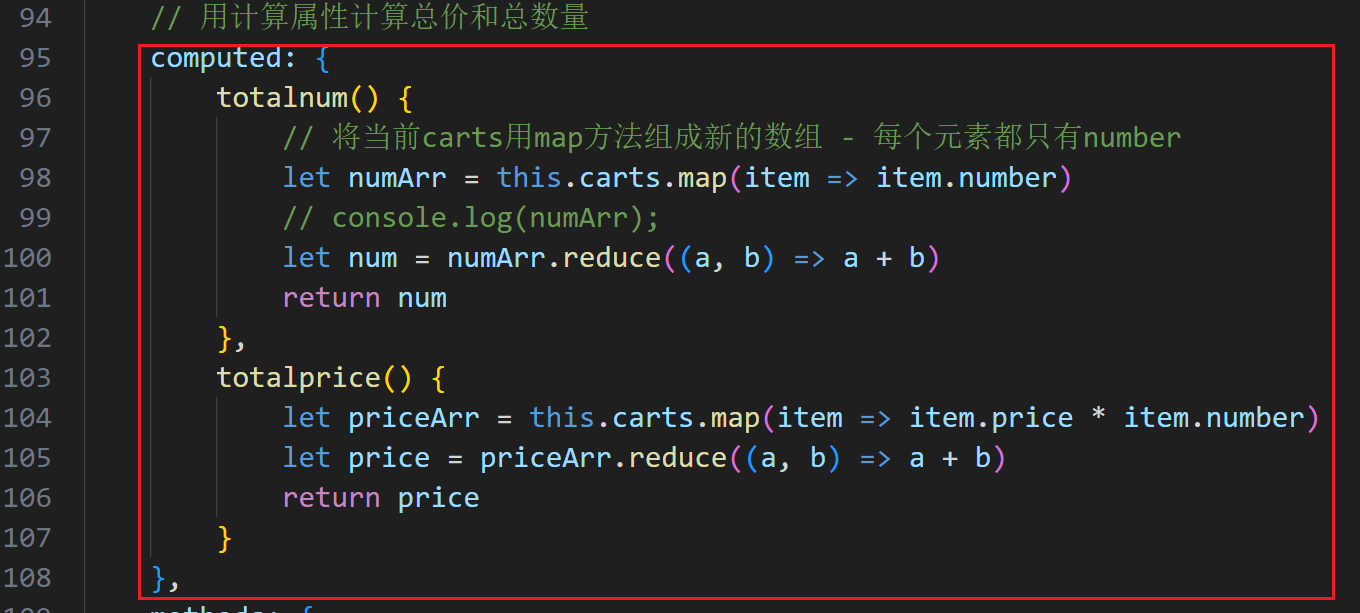 94 // 用计算属性计算总价和总数量
95 computed: {
96 totalnum() {
97 // 将当前carts用map方法组成新的数组 - 每个元素都只有number
98 let numArr = this.carts.map(item => item.number)
99 // console.log(numArr);
100 let num = numArr.reduce((a, b) => a + b)
101 return num
102 },
103 totalprice() {
104 let priceArr = this.carts.map(item => item.price * item.number)
105 let price = priceArr.reduce((a, b) => a + b)
106 return price
107 }
108 },